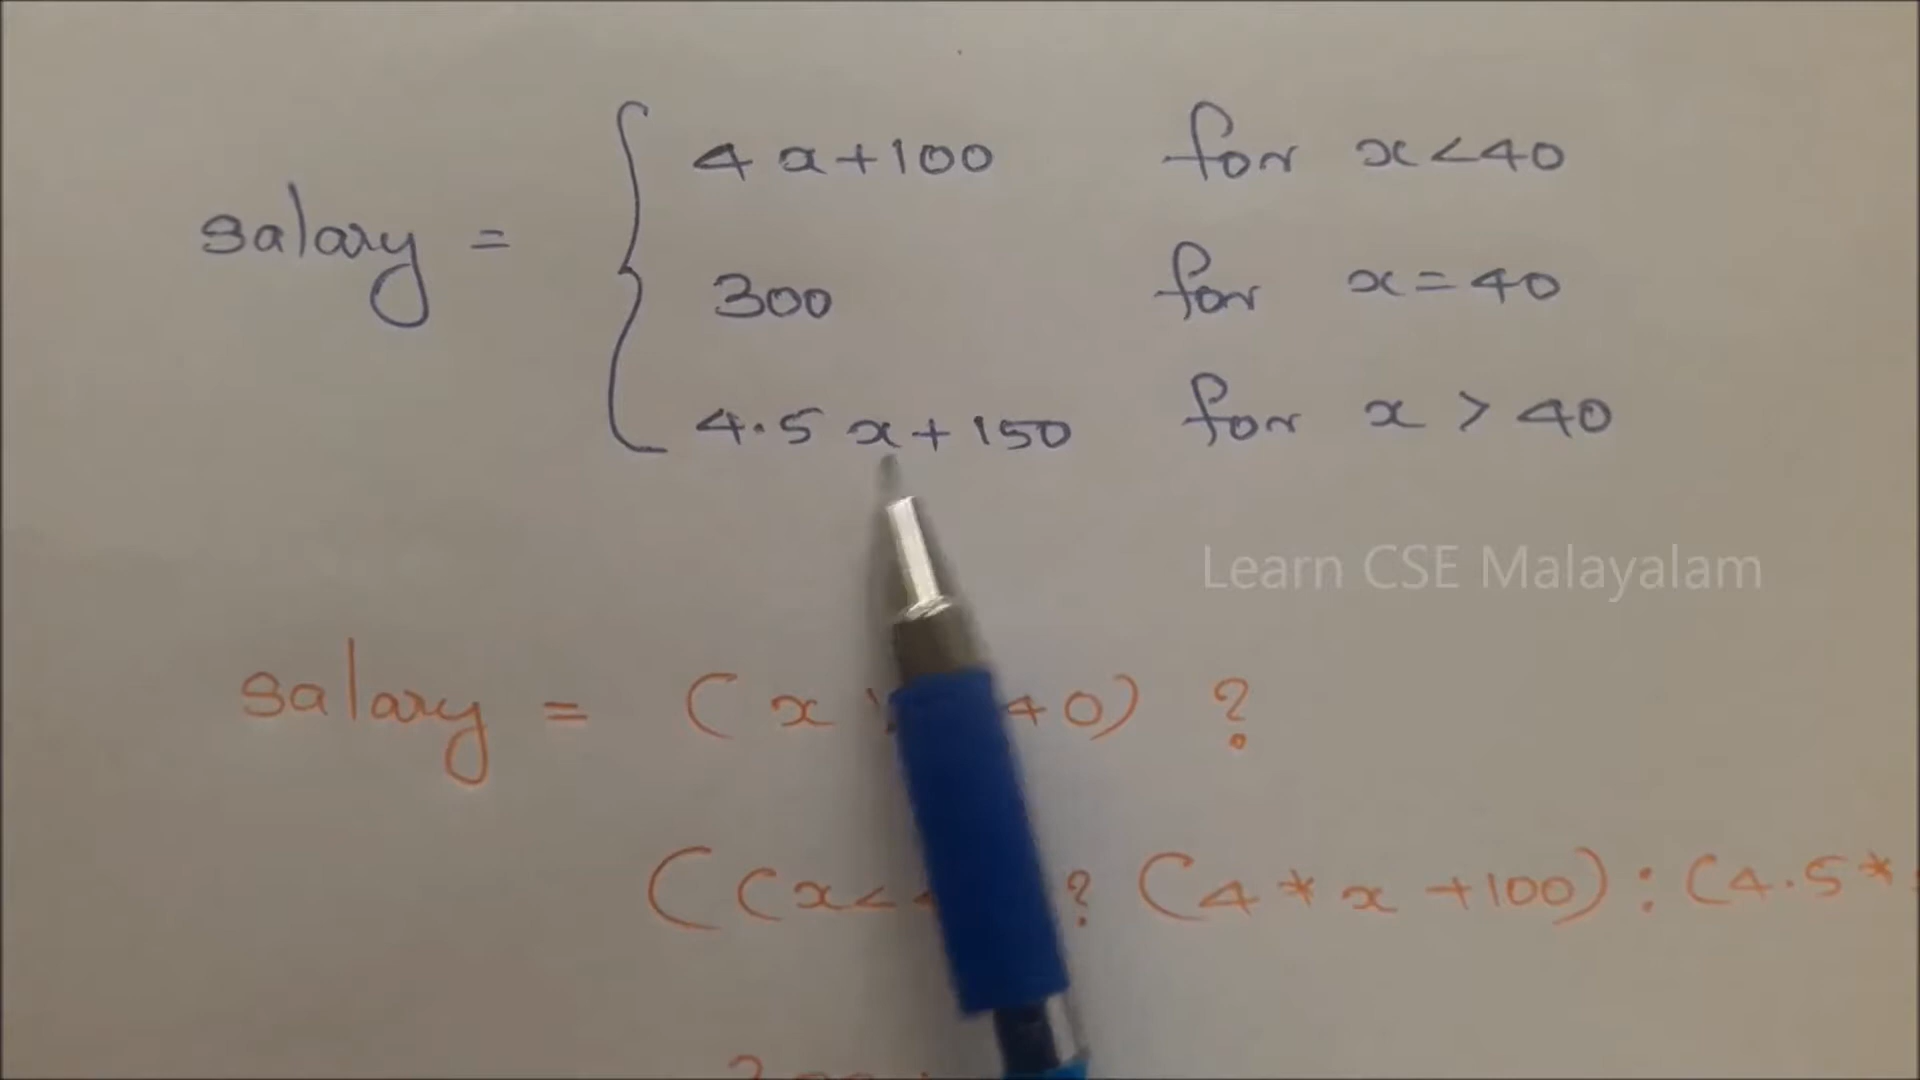 4x+100 for x<40
salary = 300 for x=40
4.5x+150 for x>40
Learn CSE Malayalam
salary = (x 40) ?
((x< ? (4*x+100) : (4.5*